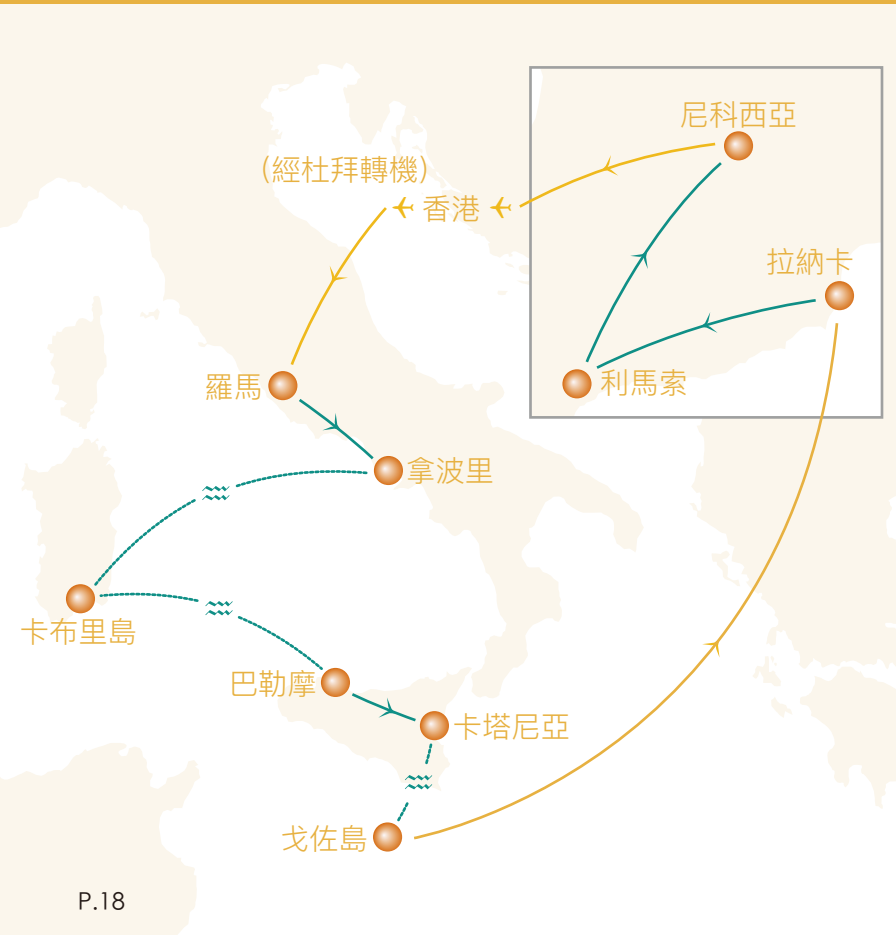 尼科西亞
(經杜拜轉機)
香港
拉納卡
羅馬
利馬索
拿波里
卡布里島
巴勒摩
卡塔尼亞
戈佐島
P.18